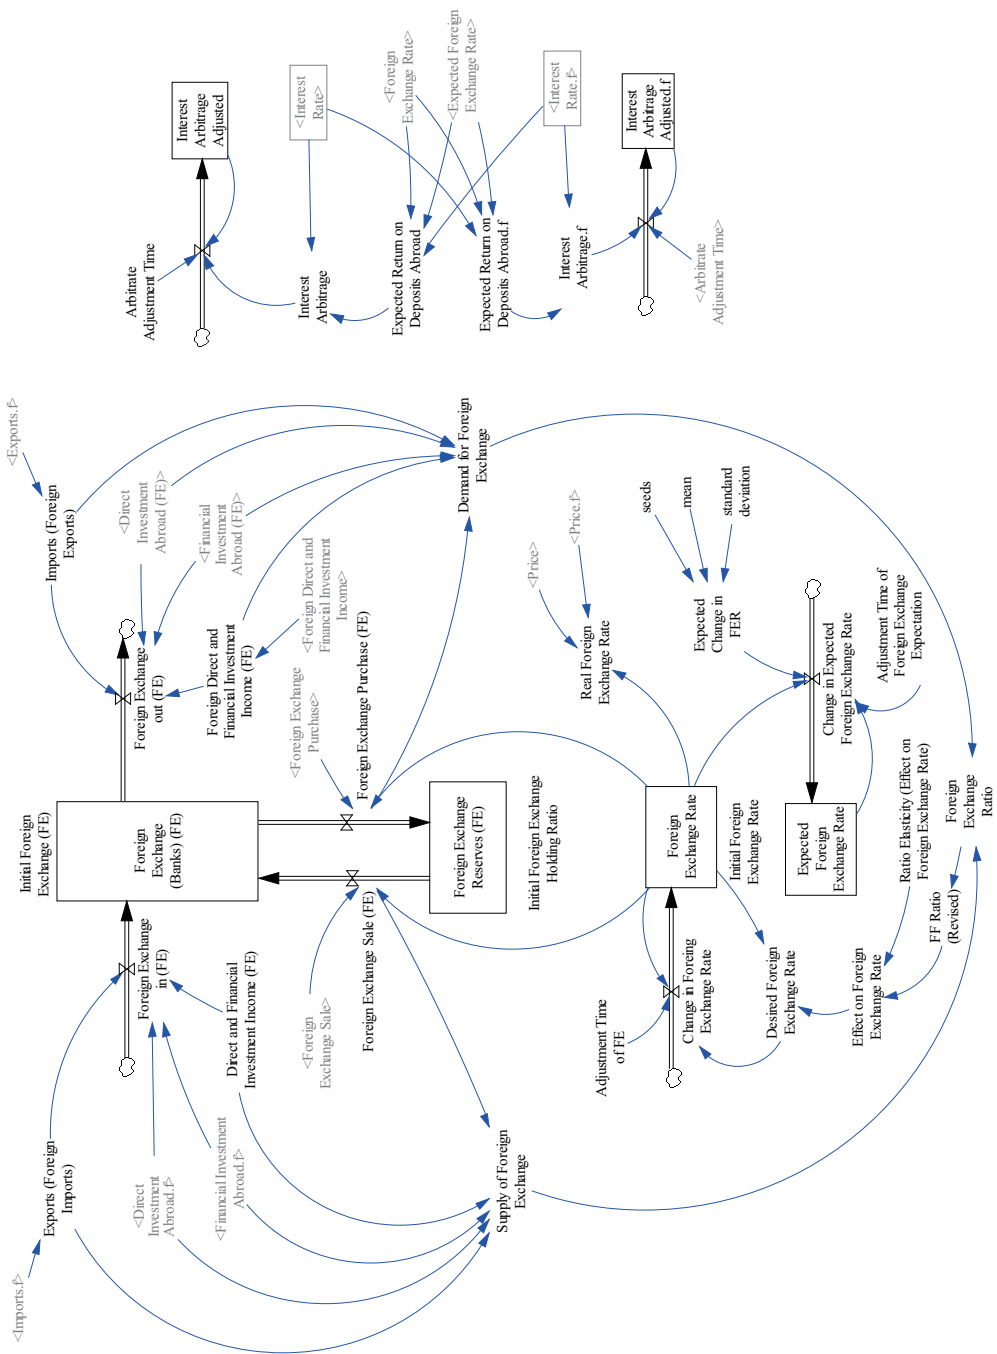 <Imports.f>
Exports (Foreign
Imports)
<Direct
Investment
Abroad.f>
<Financial Investment
Abroad.f>
Direct and Financial
Investment Income (FE)
Foreign Exchange
in (FE)
Initial Foreign
Exchange (FE)
Foreign
Exchange
(Banks) (FE)
Foreign Exchange
out (FE)
Imports (Foreign
Exports)
<Exports.f>
<Direct
Investment
Abroad (FE)>
<Financial
Investment
Abroad (FE)>
Foreign Direct and
Financial Investment
Income (FE)
<Foreign Direct and
Financial Investment
Income>
<Foreign Exchange
Purchase>
Foreign Exchange Purchase (FE)
<Foreign
Exchange Sale>
Foreign Exchange Sale (FE)
Foreign Exchange
Reserves (FE)
Initial Foreign Exchange
Holding Ratio
Supply of Foreign
Exchange
Demand for Foreign
Exchange
<Price>
<Price.f>
Real Foreign
Exchange Rate
Foreign
Exchange Rate
Initial Foreign
Exchange Rate
Adjustment Time
of FE
Change in Foreing
Exchange Rate
Desired Foreign
Exchange Rate
Effect on Foreign
Exchange Rate
Ratio Elasticity (Effect on
Foreign Exchange Rate)
FF Ratio
(Revised)
Foreign
Exchange
Ratio
seeds
mean
standard
deviation
Expected
Change in
FER
Change in Expected
Foreign Exchange Rate
Expected
Foreign
Exchange Rate
Adjustment Time of
Foreign Exchange
Expectation
Arbitrate
Adjustment Time
Interest
Arbitrage
Adjusted
Interest
Arbitrage
<Interest
Rate>
<Foreign
Exchange Rate>
Expected Return on
Deposits Abroad
<Expected Foreign
Exchange Rate>
Expected Return on
Deposits Abroad.f
<Interest
Rate.f>
Interest
Arbitrage.f
Interest
Arbitrage
Adjusted.f
<Arbitrate
Adjustment Time>